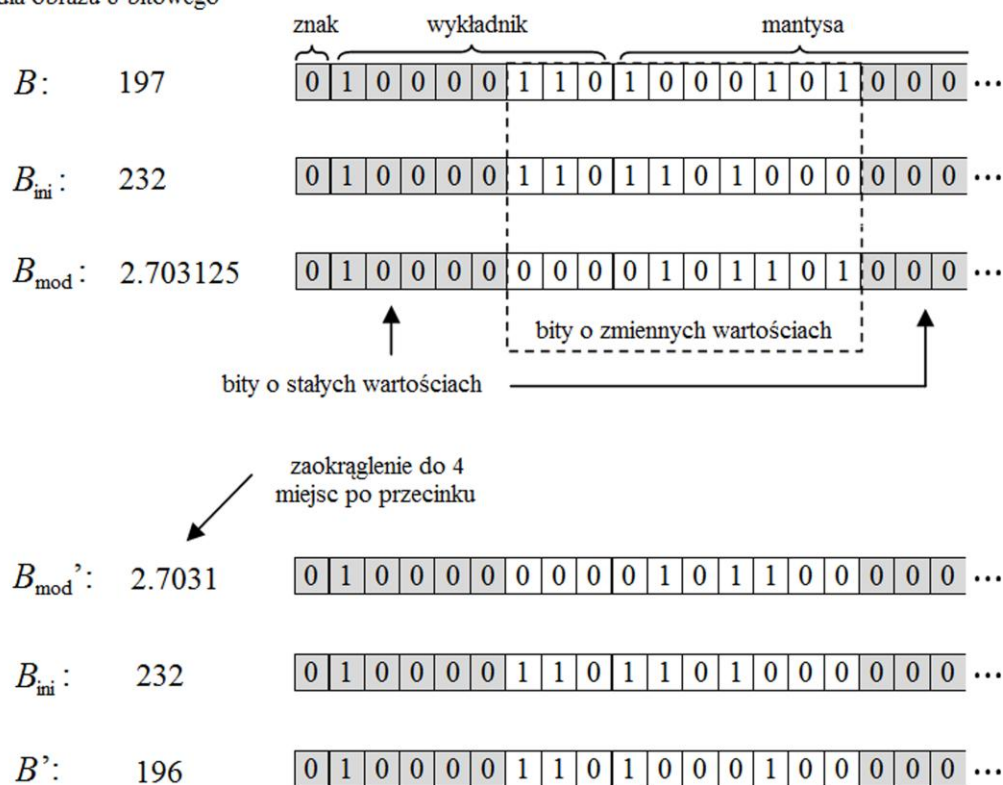 dla obrazu 8-bitowego
znak wykładnik mantysa
B: 197 0 1 0 0 0 0 1 1 0 1 0 0 0 1 0 1 0 0 0 ...
Bini: 232 0 1 0 0 0 0 1 1 0 1 1 0 1 0 0 0 0 0 0 ...
Bmod: 2.703125 0 1 0 0 0 0 0 0 0 0 1 0 1 1 0 1 0 0 0 ...
bity o zmiennych wartościach
bity o stałych wartościach
zaokrąglenie do 4
miejsc po przecinku
Bmod’: 2.7031 0 1 0 0 0 0 0 0 0 0 1 0 1 1 0 0 0 0 0 ...
Bini: 232 0 1 0 0 0 0 1 1 0 1 1 0 1 0 0 0 0 0 0 ...
B’: 196 0 1 0 0 0 0 1 1 0 1 0 0 0 1 0 0 0 0 0 ...